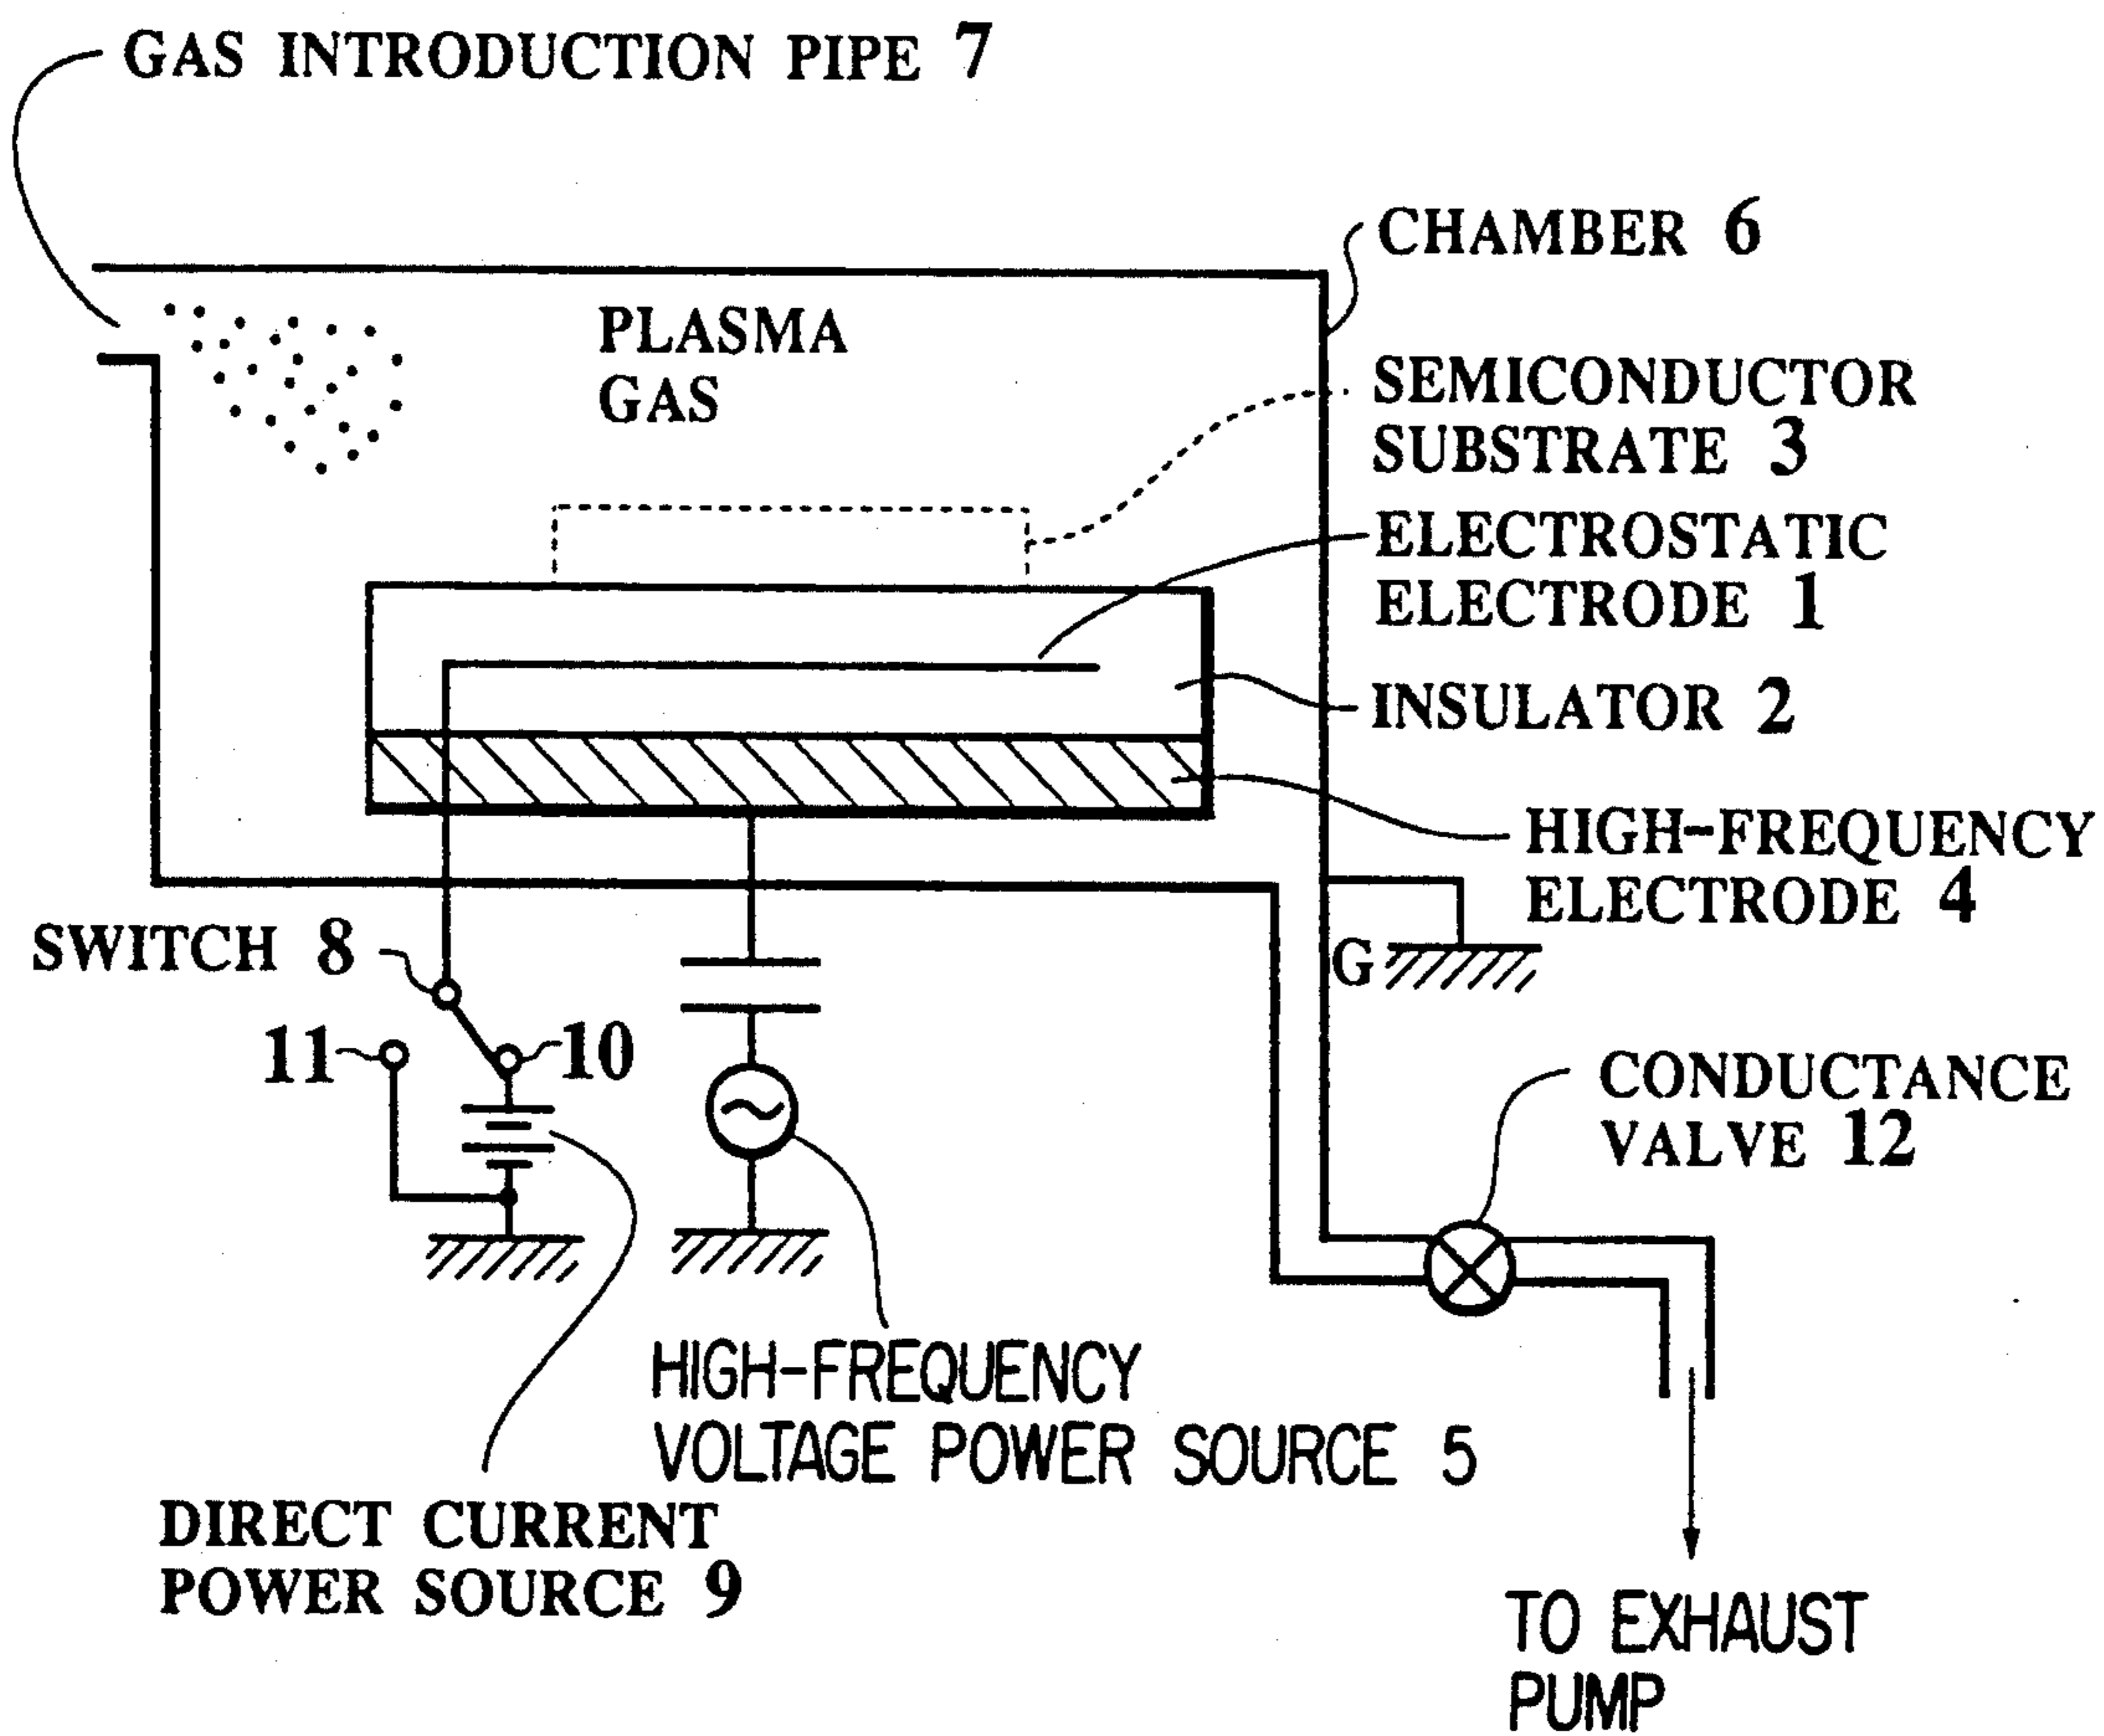 GAS INTRODUCTION PIPE 7
CHAMBER 6
PLASMA
GAS
SEMICONDUCTOR
SUBSTRATE 3
ELECTROSTATIC
ELECTRODE 1
INSULATOR 2
HIGH-FREQUENCY
ELECTRODE 4
SWITCH 8
G
11
10
CONDUCTANCE
VALVE 12
HIGH-FREQUENCY
VOLTAGE POWER SOURCE 5
DIRECT CURRENT
POWER SOURCE 9
TO EXHAUST
PUMP